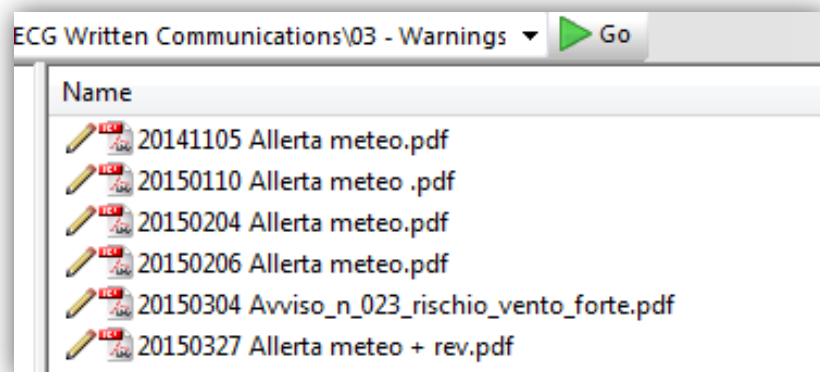 ECG Written Communications\03 - Warnings Go
Name
20141105 Allerta meteo.pdf
20150110 Allerta meteo .pdf
20150204 Allerta meteo.pdf
20150206 Allerta meteo.pdf
20150304 Avviso_n_023_rischio_vento_forte.pdf
20150327 Allerta meteo + rev.pdf